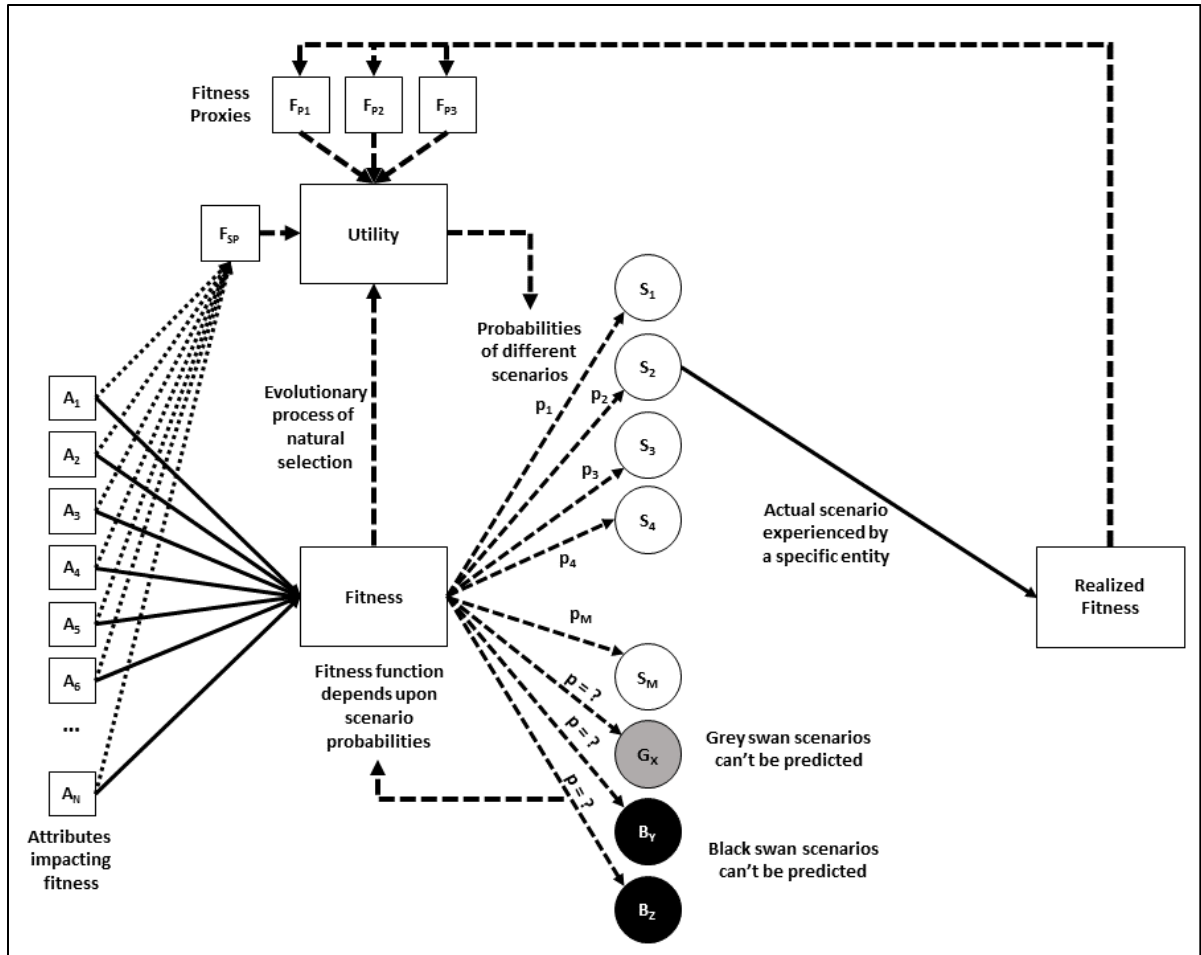 Fitness
Proxies
F_P1
F_P2
F_P3
F_SP
Utility
Probabilities
of different
scenarios
Evolutionary
process of
natural
selection
A_1
A_2
A_3
A_4
A_5
A_6
...
A_N
Attributes
impacting
fitness
Fitness
Fitness function
depends upon
scenario
probabilities
p_1
p_2
p_3
p_4
p_M
p = ?
p = ?
p = ?
S_1
S_2
S_3
S_4
S_M
G_X
B_Y
B_Z
Actual scenario
experienced by
a specific entity
Realized
Fitness
Grey swan scenarios
can't be predicted
Black swan scenarios
can't be predicted